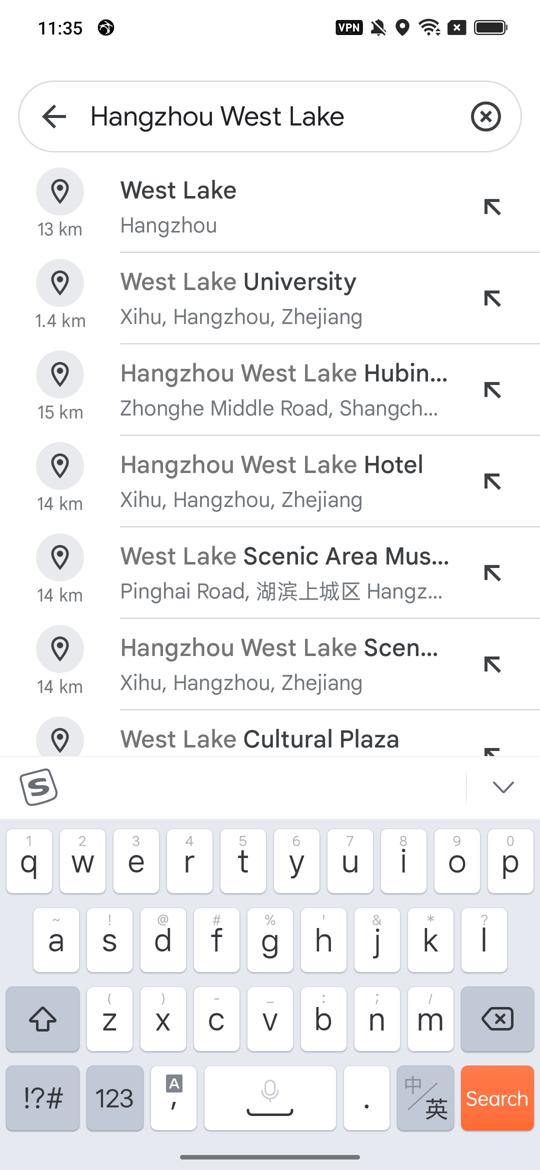 11:35
VPN
Hangzhou West Lake
West Lake
13 km
Hangzhou
West Lake University
1.4 km
Xihu, Hangzhou, Zhejiang
Hangzhou West Lake Hubin...
15 km
Zhonghe Middle Road, Shangch...
Hangzhou West Lake Hotel
14 km
Xihu, Hangzhou, Zhejiang
West Lake Scenic Area Mus...
14 km
Pinghai Road, 湖滨上城区 Hangz...
Hangzhou West Lake Scen...
14 km
Xihu, Hangzhou, Zhejiang
West Lake Cultural Plaza
S
1 2 3 4 5 6 7 8 9 0
q w e r t y u i o p
~ ! @ # % ' & * ?
a s d f g h j k l
( ) - _ : ; /
z x c v b n m
!?# 123 A , . 中/英 Search